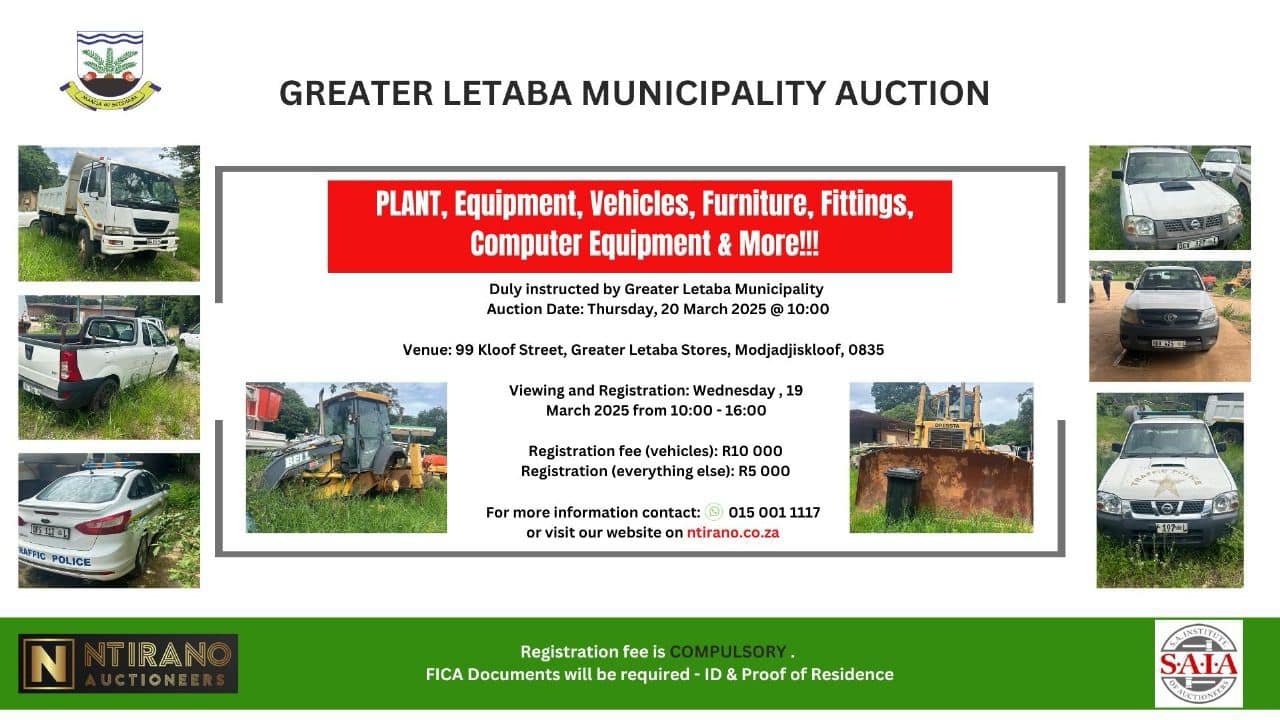 GREATER LETABA MUNICIPALITY AUCTION
PLANT, Equipment, Vehicles, Furniture, Fittings,
Computer Equipment & More!!!
Duly instructed by Greater Letaba Municipality
Auction Date: Thursday, 20 March 2025 @ 10:00
Venue: 99 Kloof Street, Greater Letaba Stores, Modjadjiskloof, 0835
Viewing and Registration: Wednesday , 19
March 2025 from 10:00 - 16:00
Registration fee (vehicles): R10 000
Registration (everything else): R5 000
For more information contact: 015 001 1117
or visit our website on ntirano.co.za
BELL
DRESSTA
TRAFFIC POLICE
RAFFIC POLICE
NTIRANO
AUCTIONEERS
N
Registration fee is COMPULSORY .
FICA Documents will be required - ID & Proof of Residence
S.A. INSTITUTE
S·A·I·A
OF AUCTIONEERS